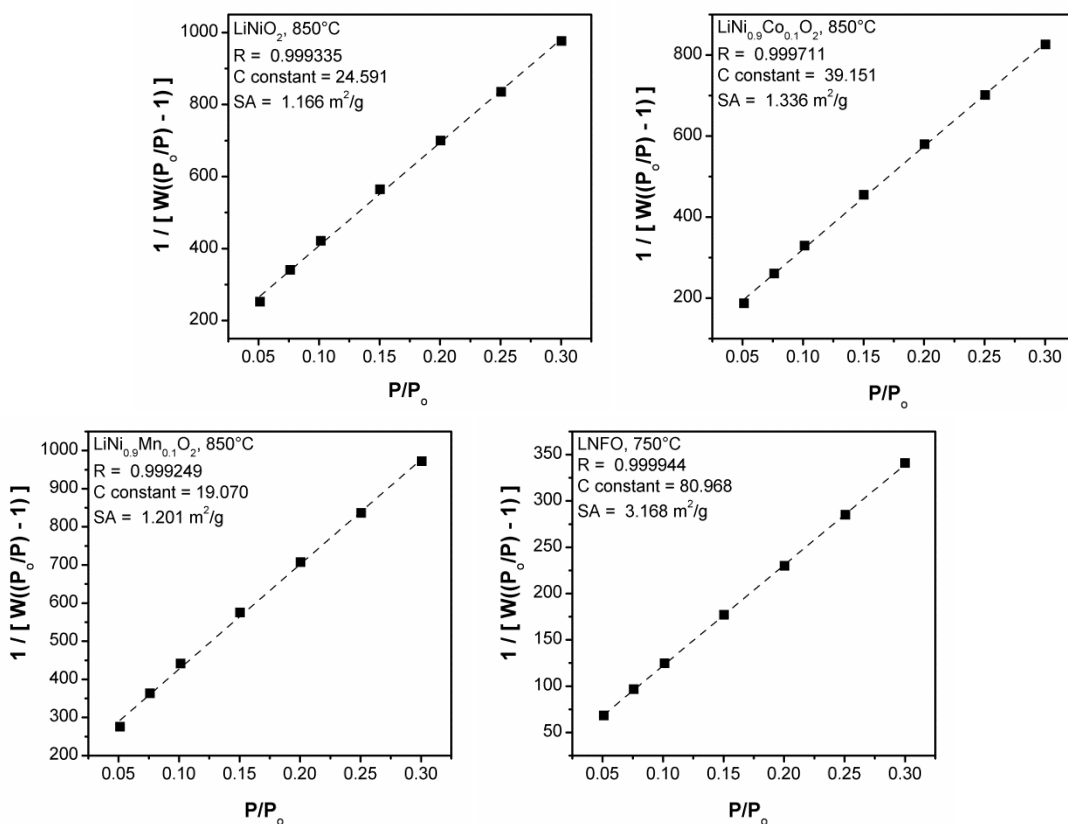 LiNiO₂, 850°C
R = 0.999335
C constant = 24.591
SA = 1.166 m²/g
1 / [ W((Pₒ/P) - 1) ]
1000
800
600
400
200
0.05 0.10 0.15 0.20 0.25 0.30
P/Pₒ
LiNi₀.₉Co₀.₁O₂, 850°C
R = 0.999711
C constant = 39.151
SA = 1.336 m²/g
1 / [ W((Pₒ/P) - 1) ]
800
600
400
200
0.05 0.10 0.15 0.20 0.25 0.30
P/Pₒ
LiNi₀.₉Mn₀.₁O₂, 850°C
R = 0.999249
C constant = 19.070
SA = 1.201 m²/g
1 / [ W((Pₒ/P) - 1) ]
1000
900
800
700
600
500
400
300
200
0.05 0.10 0.15 0.20 0.25 0.30
P/Pₒ
LNFO, 750°C
R = 0.999944
C constant = 80.968
SA = 3.168 m²/g
1 / [ W((Pₒ/P) - 1) ]
350
300
250
200
150
100
50
0.05 0.10 0.15 0.20 0.25 0.30
P/Pₒ